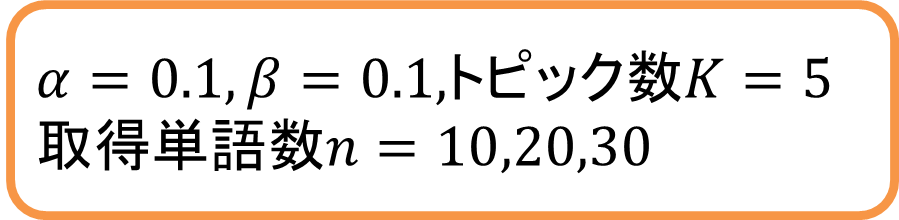 α = 0.1, β = 0.1,トピック数K = 5
取得単語数n = 10,20,30